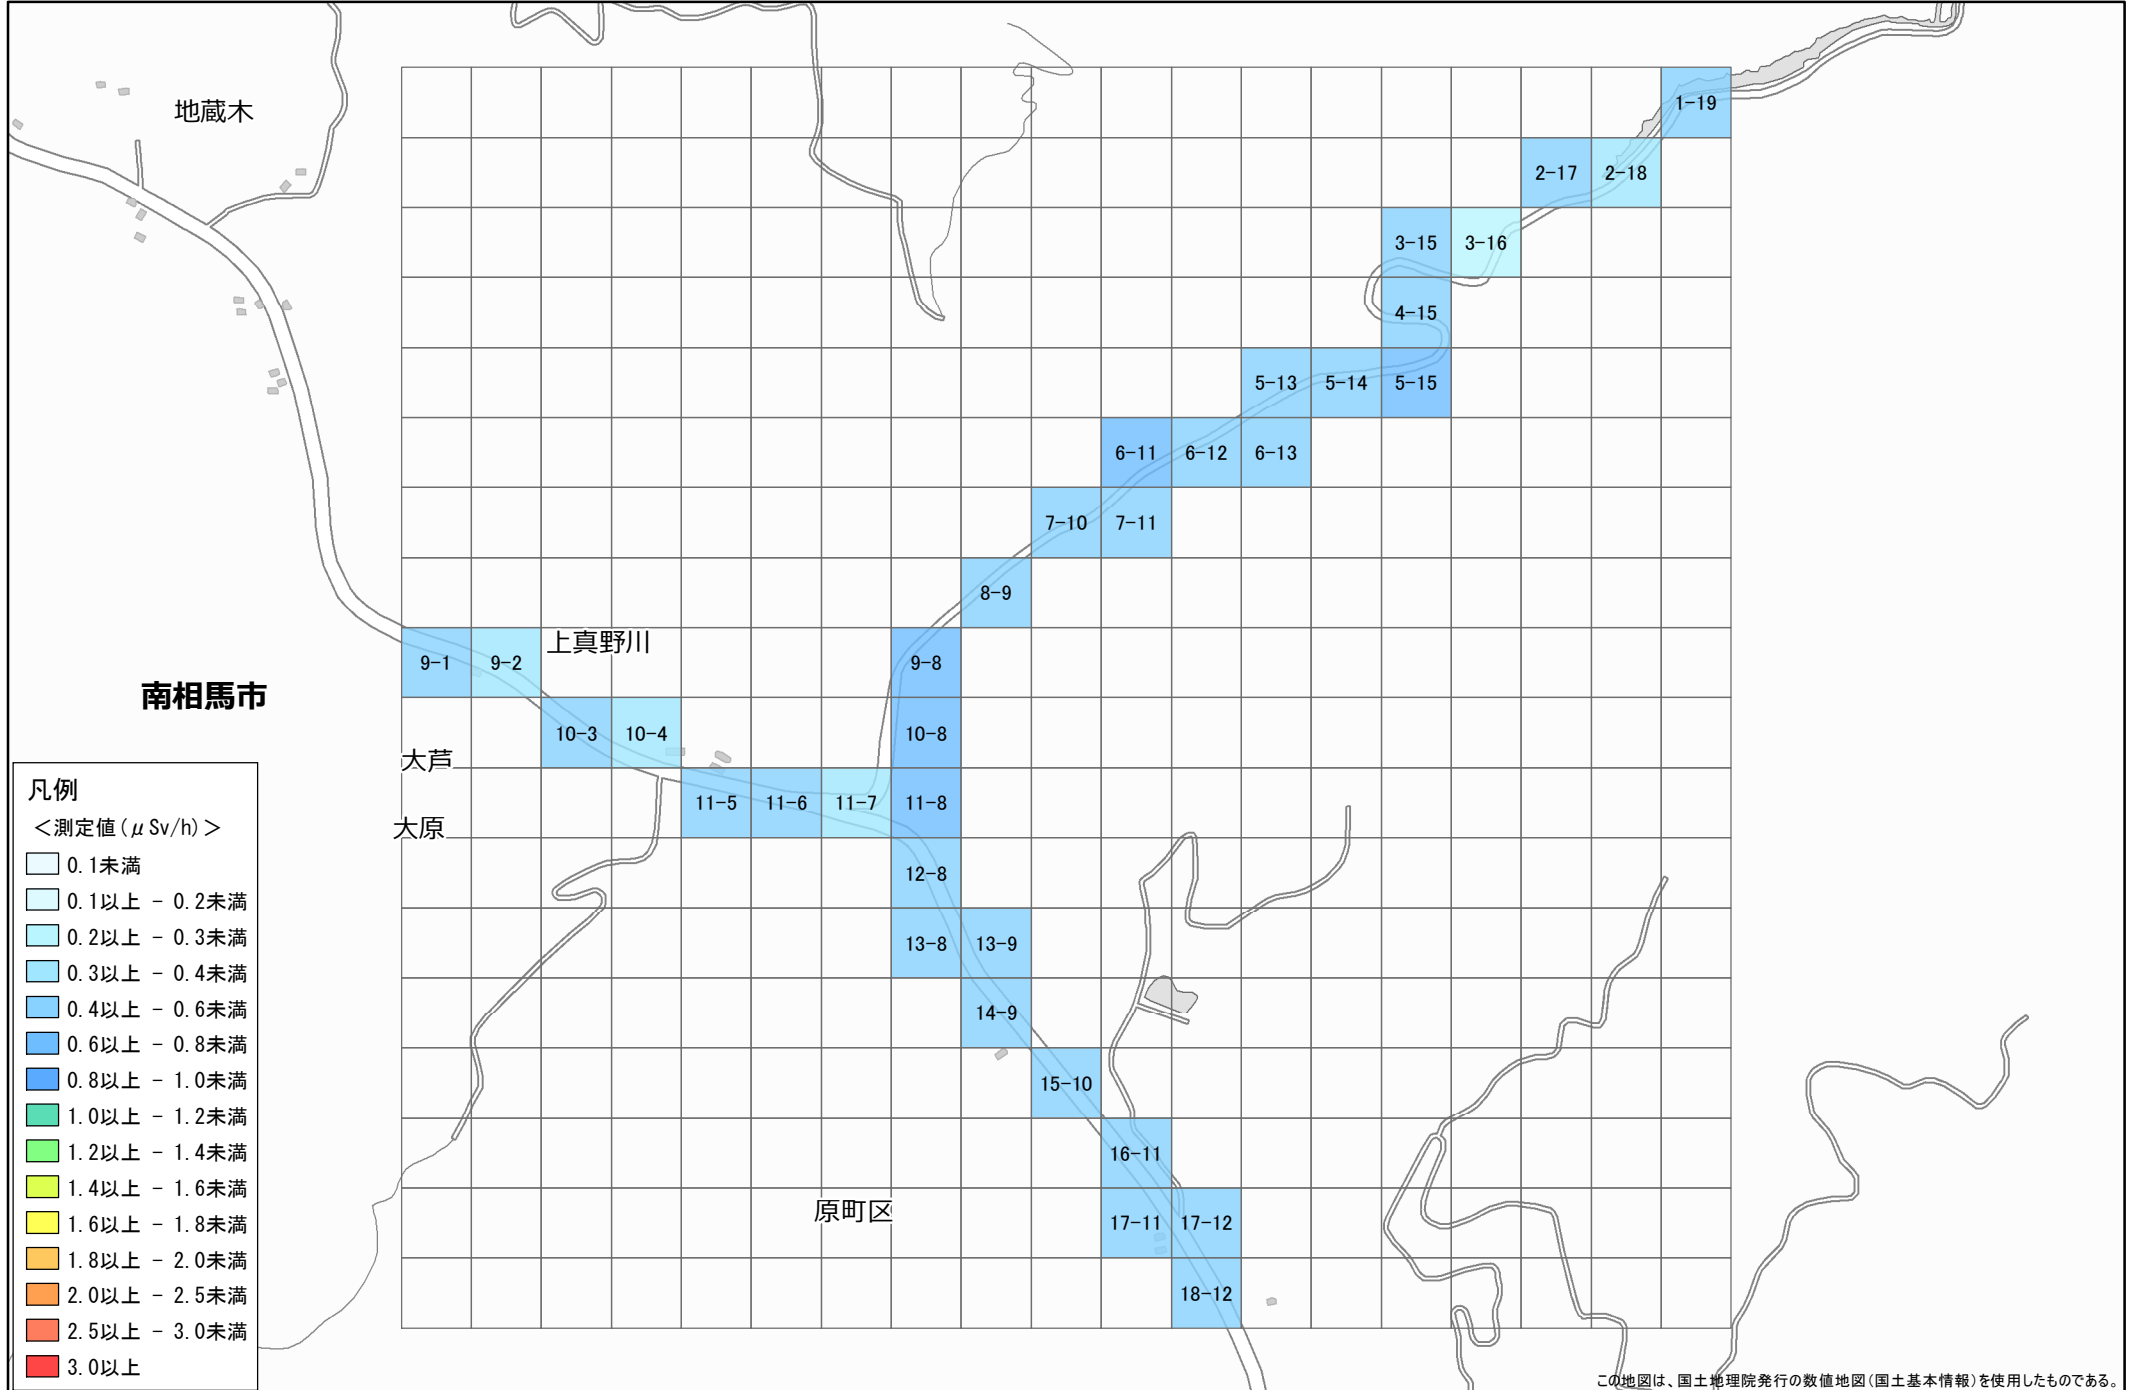 地蔵木
1-19
2-17 2-18
3-15 3-16
4-15
5-13 5-14 5-15
6-11 6-12 6-13
7-10 7-11
8-9
上真野川
9-1 9-2 9-8
南相馬市
10-3 10-4 10-8
大芦
11-5 11-6 11-7 11-8
大原
12-8
13-8 13-9
14-9
15-10
16-11
原町区
17-11 17-12
18-12
凡例
＜測定値(μSv/h)＞
0.1未満
0.1以上 - 0.2未満
0.2以上 - 0.3未満
0.3以上 - 0.4未満
0.4以上 - 0.6未満
0.6以上 - 0.8未満
0.8以上 - 1.0未満
1.0以上 - 1.2未満
1.2以上 - 1.4未満
1.4以上 - 1.6未満
1.6以上 - 1.8未満
1.8以上 - 2.0未満
2.0以上 - 2.5未満
2.5以上 - 3.0未満
3.0以上
この地図は、国土地理院発行の数値地図(国土基本情報)を使用したものである。